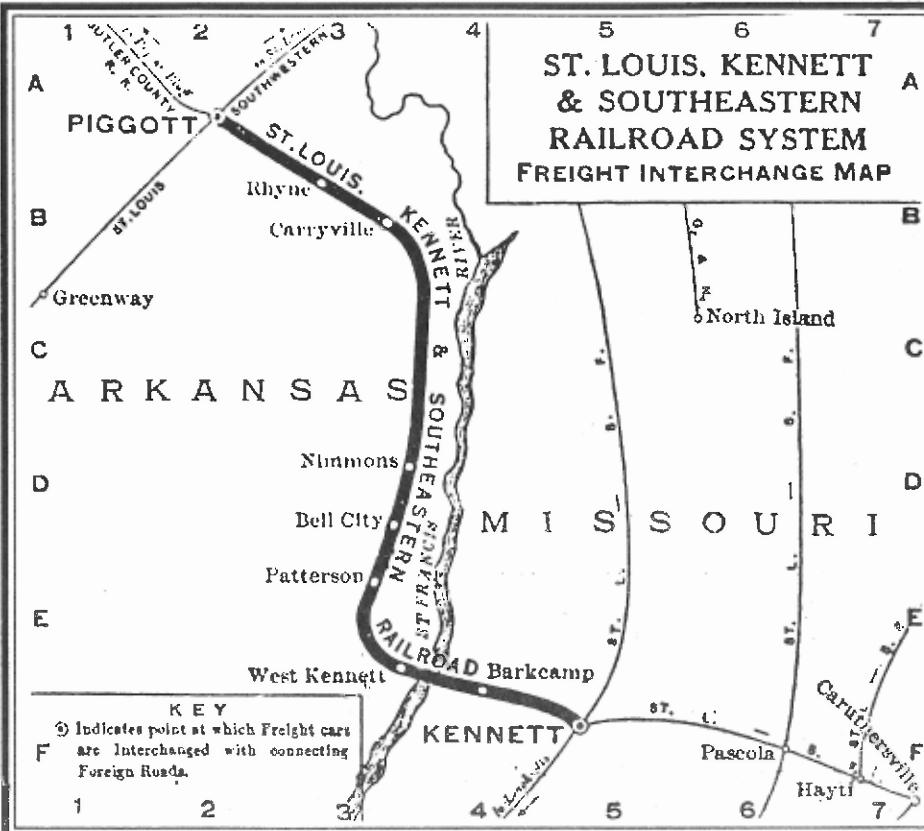 1 2 3 4 5 6 7
ST. LOUIS, KENNETT
& SOUTHEASTERN
RAILROAD SYSTEM
FREIGHT INTERCHANGE MAP
A A
BUTLER COUNTY
R. R.
SOUTHWESTERN
PIGGOTT
ST. LOUIS
ST. LOUIS, KENNETT & SOUTHEASTERN RAILROAD
Rhyne
B B
Carryville
RIVER
Greenway
North Island
C C
ARKANSAS
S. F.
S. F.
Nimmons
D D
Bell City
MISSOURI
ST. FRANCIS
Patterson
ST. L.
ST. L.
E E
West Kennett
Barkcamp
KENNETT
ST. L.
S.
Caruthersville
Pascola
Hayti
KEY
Indicates point at which Freight cars
are Interchanged with connecting
Foreign Roads.
F F
1 2 3 4 5 6 7